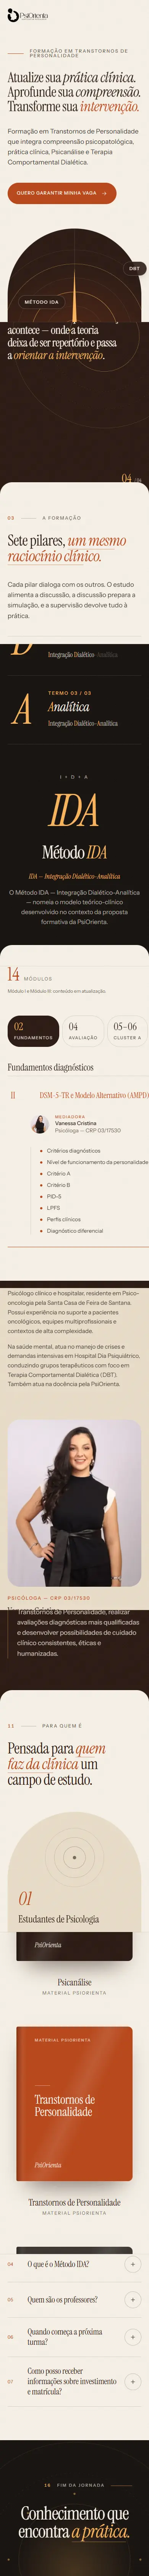 PsiOrienta
FORMAÇÃO EM TRANSTORNOS DE
PERSONALIDADE
Atualize sua prática clínica.
Aprofunde sua compreensão.
Transforme sua intervenção.
Formação em Transtornos de Personalidade
que integra compreensão psicopatológica,
prática clínica, Psicanálise e Terapia
Comportamental Dialética.
QUERO GARANTIR MINHA VAGA →
DBT
MÉTODO IDA
acontece — onde a teoria
deixa de ser repertório e passa
a orientar a intervenção.
04
03 A FORMAÇÃO
Sete pilares, um mesmo
raciocínio clínico.
Cada pilar dialoga com os outros. O estudo
alimenta a discussão, a discussão prepara a
simulação, e a supervisão devolve tudo à
prática.
Integração Dialético-Analítica
A
TERMO 03 / 03
Analítica
Integração Dialético-Analítica
I + D + A
IDA
Método IDA
IDA — Integração Dialético-Analítica
O Método IDA — Integração Dialético-Analítica
— nomeia o modelo teórico-clínico
desenvolvido no contexto da proposta
formativa da PsiOrienta.
14 MÓDULOS
Módulo I e Módulo III: conteúdo em atualização.
02
FUNDAMENTOS
04
AVALIAÇÃO
05–06
CLUSTER A
Fundamentos diagnósticos
II
DSM-5-TR e Modelo Alternativo (AMPD)
MEDIADORA
Vanessa Cristina
Psicóloga — CRP 03/17530
Critérios diagnósticos
Nível de funcionamento da personalidade
Critério A
Critério B
PID-5
LPFS
Perfis clínicos
Diagnóstico diferencial
Psicólogo clínico e hospitalar, residente em Psico-
oncologia pela Santa Casa de Feira de Santana.
Possui experiência no suporte a pacientes
oncológicos, equipes multiprofissionais e
contextos de alta complexidade.
Na saúde mental, atua no manejo de crises e
demandas intensivas em Hospital Dia Psiquiátrico,
conduzindo grupos terapêuticos com foco em
Terapia Comportamental Dialética (DBT).
Também atua na docência pela PsiOrienta.
PSICÓLOGA — CRP 03/17530
Transtornos de Personalidade, realizar
avaliações diagnósticas mais qualificadas
e desenvolver possibilidades de cuidado
clínico consistentes, éticas e
humanizadas.
11 PARA QUEM É
Pensada para quem
faz da clínica um
campo de estudo.
01
Estudantes de Psicologia
PsiOrienta
Psicanálise
MATERIAL PSIORIENTA
MATERIAL PSIORIENTA
Transtornos de
Personalidade
PsiOrienta
Transtornos de Personalidade
MATERIAL PSIORIENTA
04 O que é o Método IDA? +
05 Quem são os professores? +
06 Quando começa a próxima
turma? +
07 Como posso receber
informações sobre investimento
e matrícula? +
16 FIM DA JORNADA
Conhecimento que
encontra a prática.